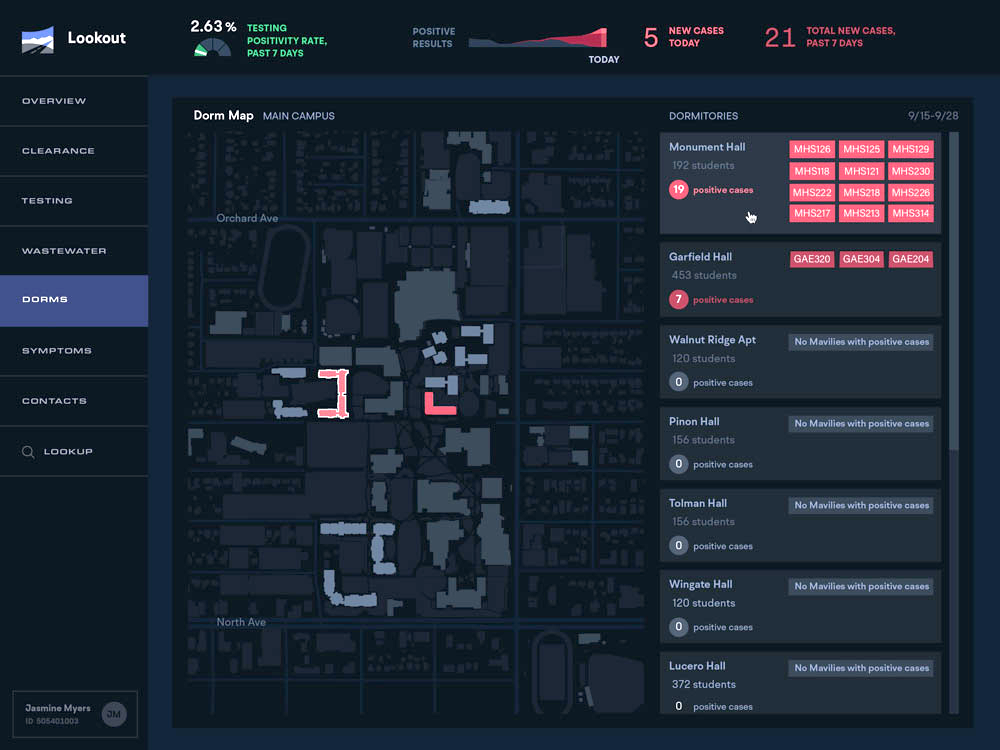 Lookout
2.63 %
TESTING
POSITIVITY RATE,
PAST 7 DAYS
POSITIVE
RESULTS
TODAY
5
NEW CASES
TODAY
21
TOTAL NEW CASES,
PAST 7 DAYS
OVERVIEW
CLEARANCE
TESTING
WASTEWATER
DORMS
SYMPTOMS
CONTACTS
LOOKUP
Jasmine Myers
ID 505401003
JM
Dorm Map MAIN CAMPUS
Orchard Ave
North Ave
DORMITORIES 9/15-9/28
Monument Hall
192 students
19 positive cases
MHS126 MHS125 MHS129
MHS118 MHS121 MHS230
MHS222 MHS218 MHS226
MHS217 MHS213 MHS314
Garfield Hall
453 students
7 positive cases
GAE320 GAE304 GAE204
Walnut Ridge Apt
120 students
0 positive cases
No Mavilies with positive cases
Pinon Hall
156 students
0 positive cases
No Mavilies with positive cases
Tolman Hall
156 students
0 positive cases
No Mavilies with positive cases
Wingate Hall
120 students
0 positive cases
No Mavilies with positive cases
Lucero Hall
372 students
0 positive cases
No Mavilies with positive cases